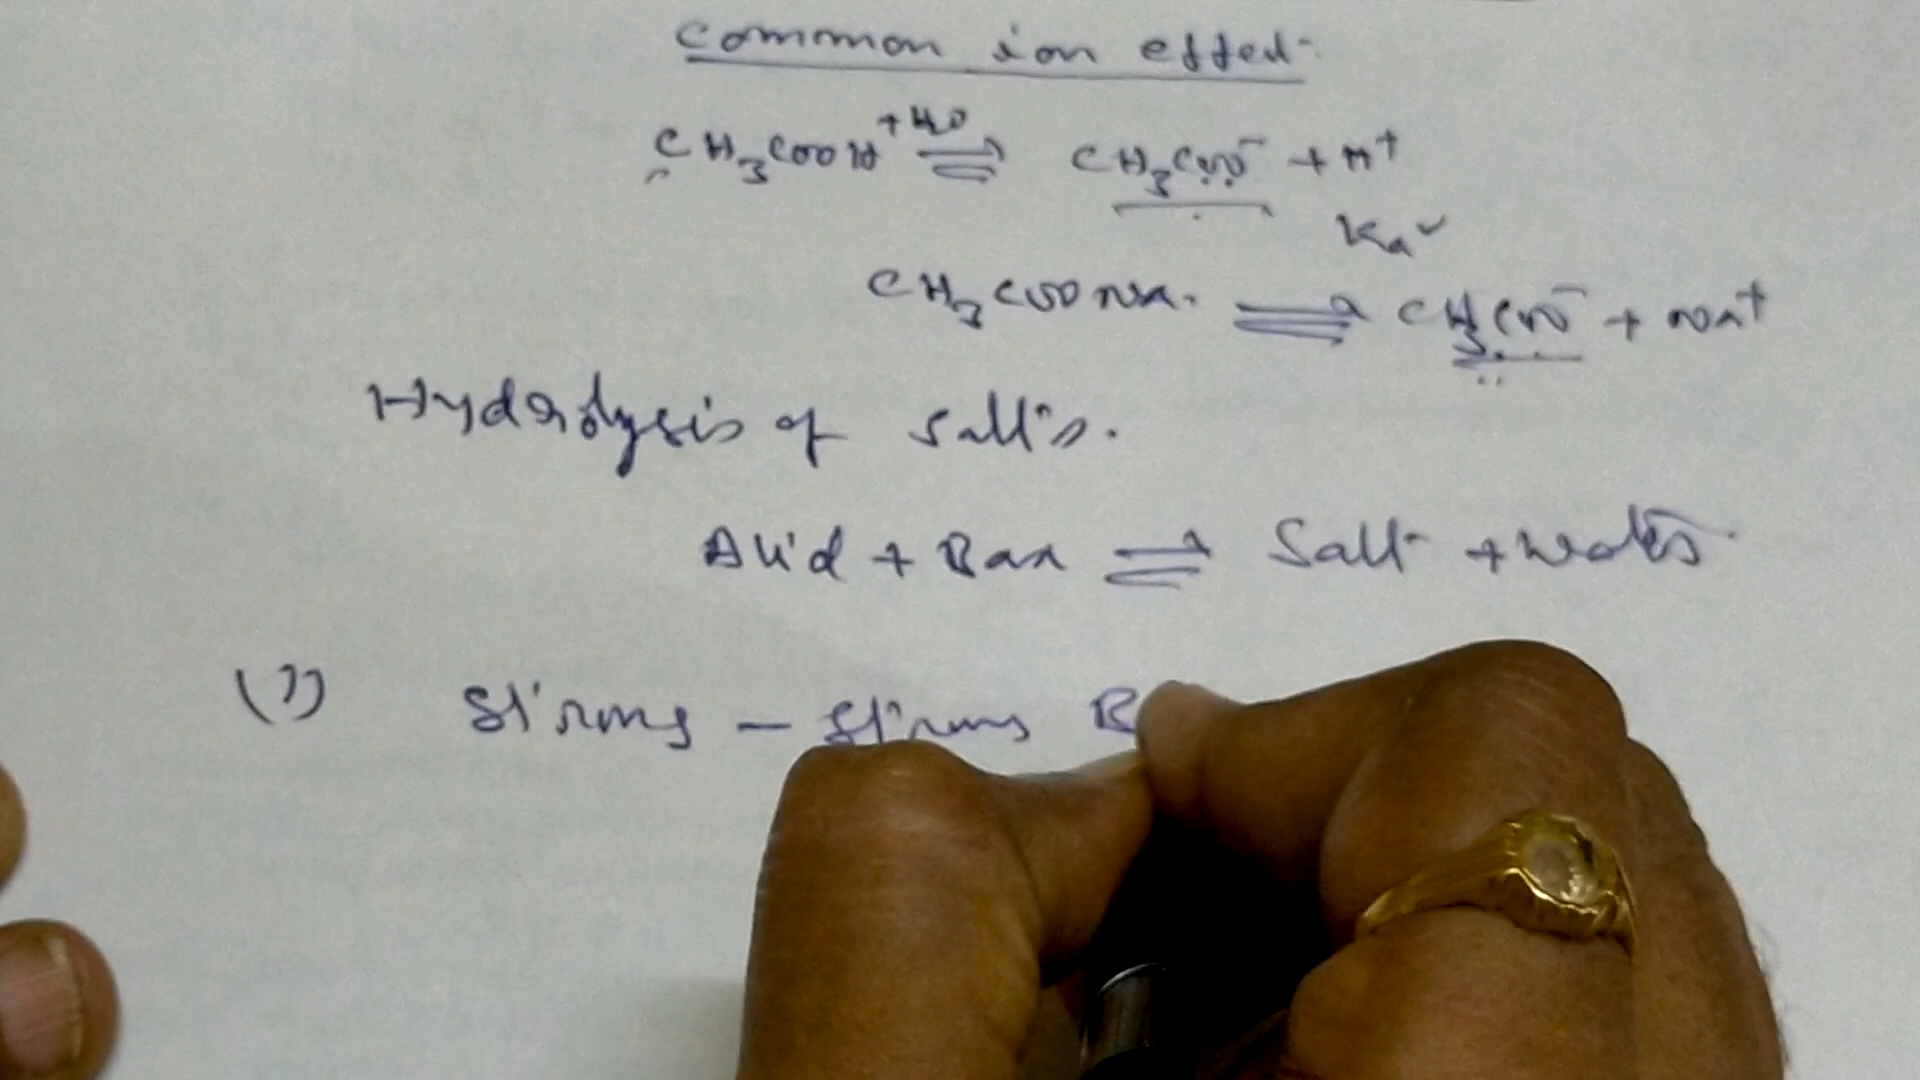 common ion effect
CH3COOH + H2O ⇌ CH3COO⁻ + H⁺
Ka
CH3COONa ⇌ CH3COO⁻ + Na⁺
Hydrolysis of Salts.
Acid + Base ⇌ Salt + Water
(1) Strong - Strong B